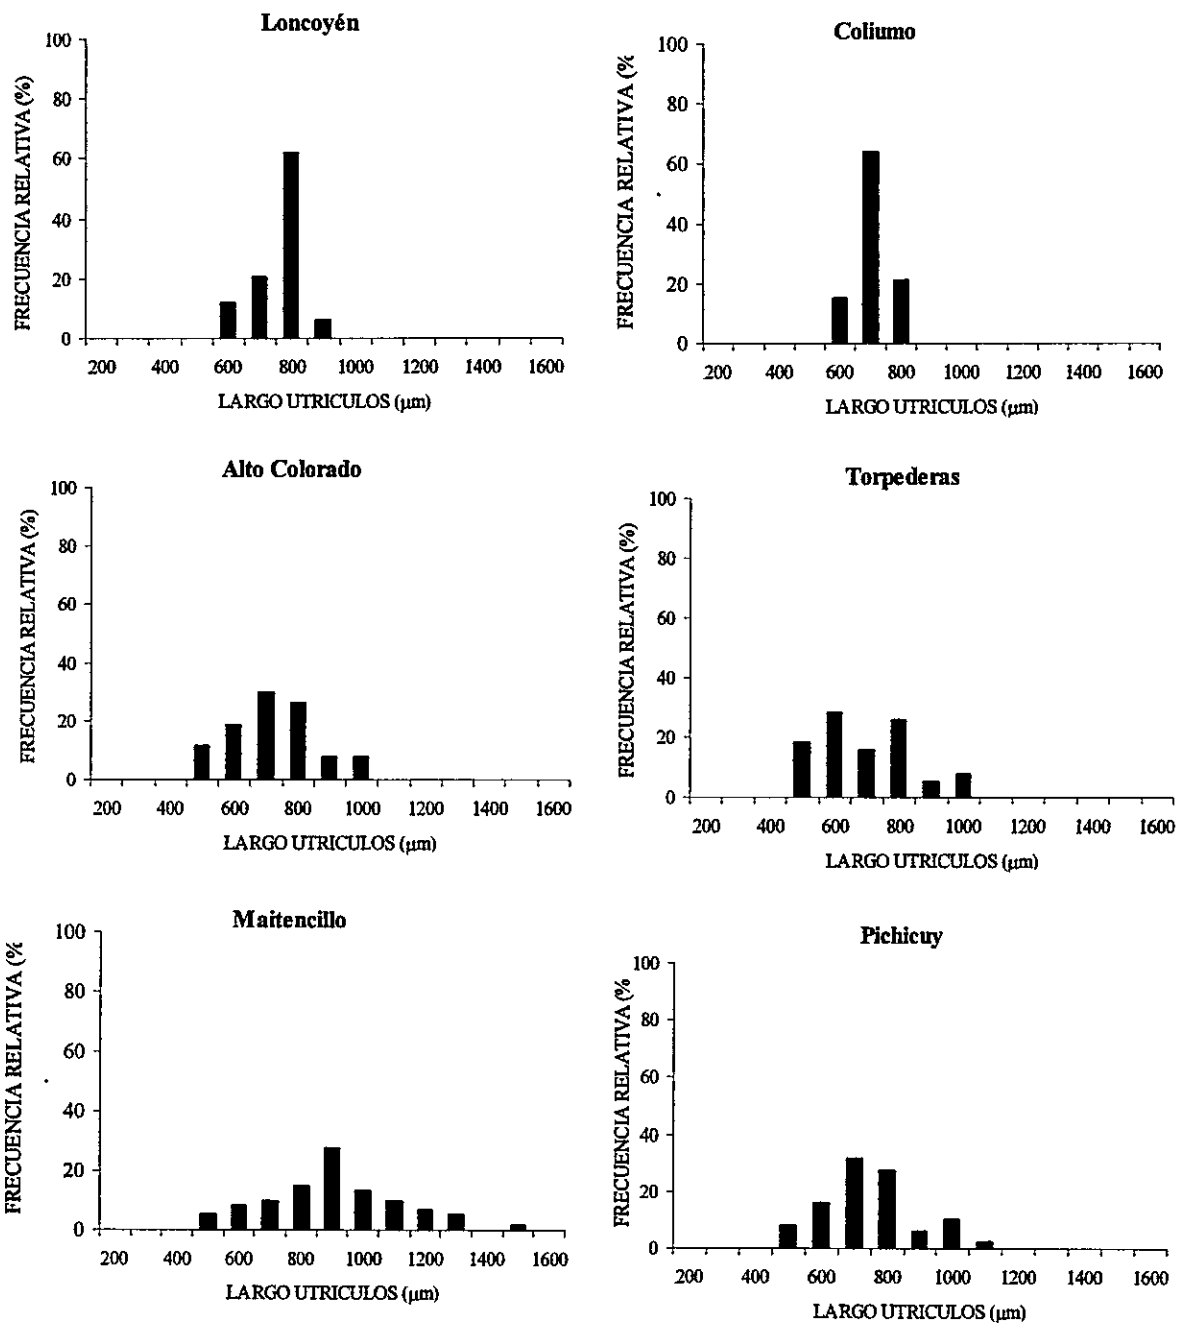 Loncoyén
FRECUENCIA RELATIVA (%)
100
80
60
40
20
0
200 400 600 800 1000 1200 1400 1600
LARGO UTRICULOS (µm)
Coliumo
FRECUENCIA RELATIVA (%
100
80
60
40
20
0
200 400 600 800 1000 1200 1400 1600
LARGO UTRICULOS (µm)
Alto Colorado
FRECUENCIA RELATIVA (%)
100
80
60
40
20
0
200 400 600 800 1000 1200 1400 1600
LARGO UTRICULOS (µm)
Torpederas
FRECUENCIA RELATIVA (%)
100
80
60
40
20
0
200 400 600 800 1000 1200 1400 1600
LARGO UTRICULOS (µm)
Maitencillo
FRECUENCIA RELATIVA (%
100
80
60
40
20
0
200 400 600 800 1000 1200 1400 1600
LARGO UTRICULOS (µm)
Pichicuy
FRECUENCIA RELATIVA (%
100
80
60
40
20
0
200 400 600 800 1000 1200 1400 1600
LARGO UTRICULOS (µm)